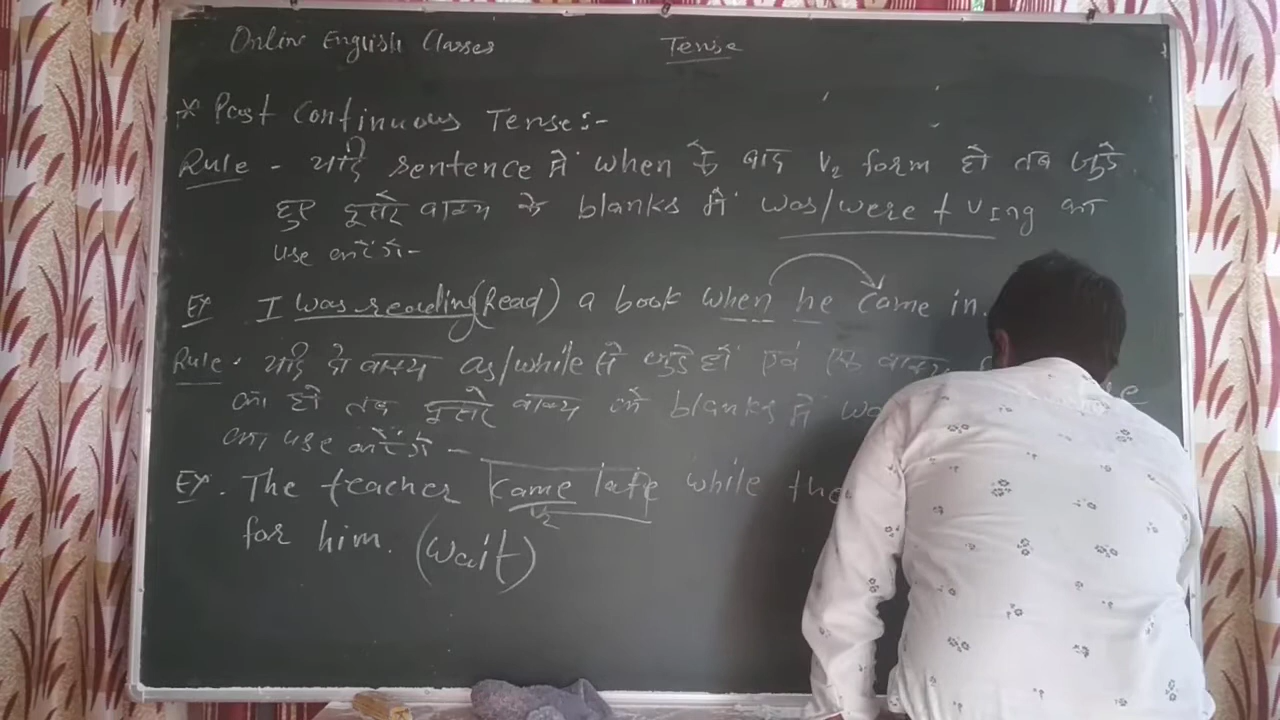 Online English Classes
Tense
* Past Continuous Tense:-
Rule - यदि sentence में when के बाद V2 form हो तब जुड़े
हुए दूसरे वाक्य के blanks में was/were + VIng का
use करेंगे-
Ex I was reading (Read) a book when he came in.
Rule - यदि दो वाक्य as/while से जुड़े हों एवं एक वाक्य
का हो तब दूसरे वाक्य के blanks में
का use करेंगे -
Ex. The teacher came late while the
V2
for him. (wait)